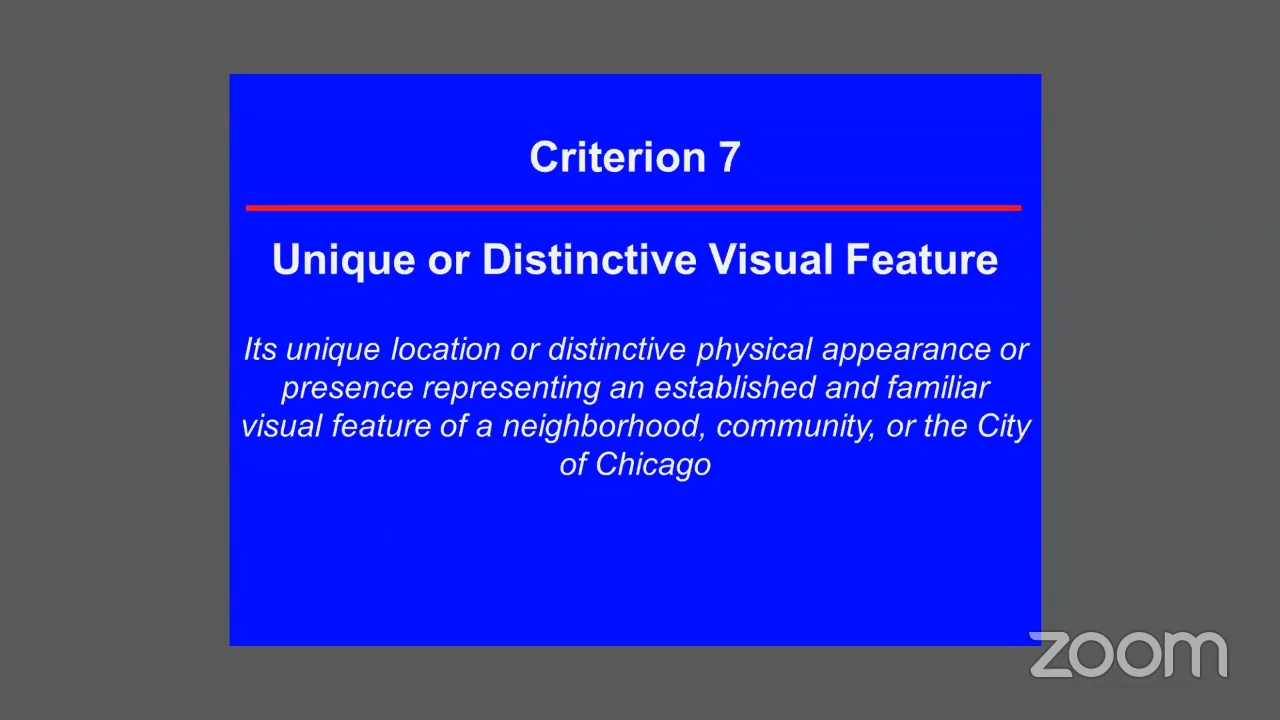 Criterion 7
Unique or Distinctive Visual Feature
Its unique location or distinctive physical appearance or
presence representing an established and familiar
visual feature of a neighborhood, community, or the City
of Chicago
zoom